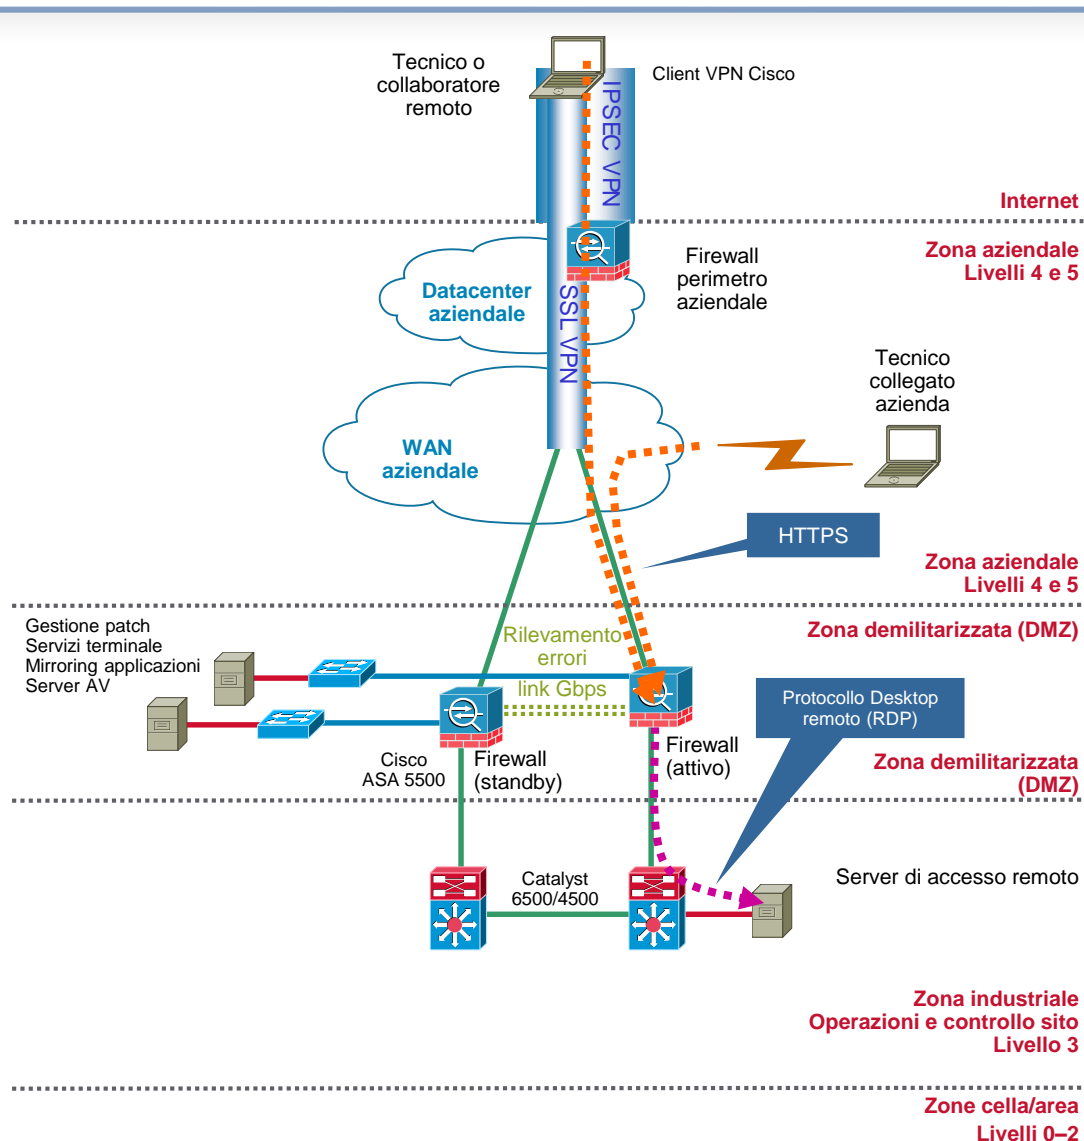 Tecnico o
collaboratore
remoto
Client VPN Cisco
IPSEC VPN
Internet
Zona aziendale
Livelli 4 e 5
Firewall
perimetro
aziendale
Datacenter
aziendale
SSL VPN
Tecnico
collegato
azienda
WAN
aziendale
HTTPS
Zona aziendale
Livelli 4 e 5
Gestione patch
Servizi terminale
Mirroring applicazioni
Server AV
Rilevamento
errori
link Gbps
Zona demilitarizzata (DMZ)
Protocollo Desktop
remoto (RDP)
Cisco
ASA 5500
Firewall
(standby)
Firewall
(attivo)
Zona demilitarizzata
(DMZ)
Catalyst
6500/4500
Server di accesso remoto
Zona industriale
Operazioni e controllo sito
Livello 3
Zone cella/area
Livelli 0–2